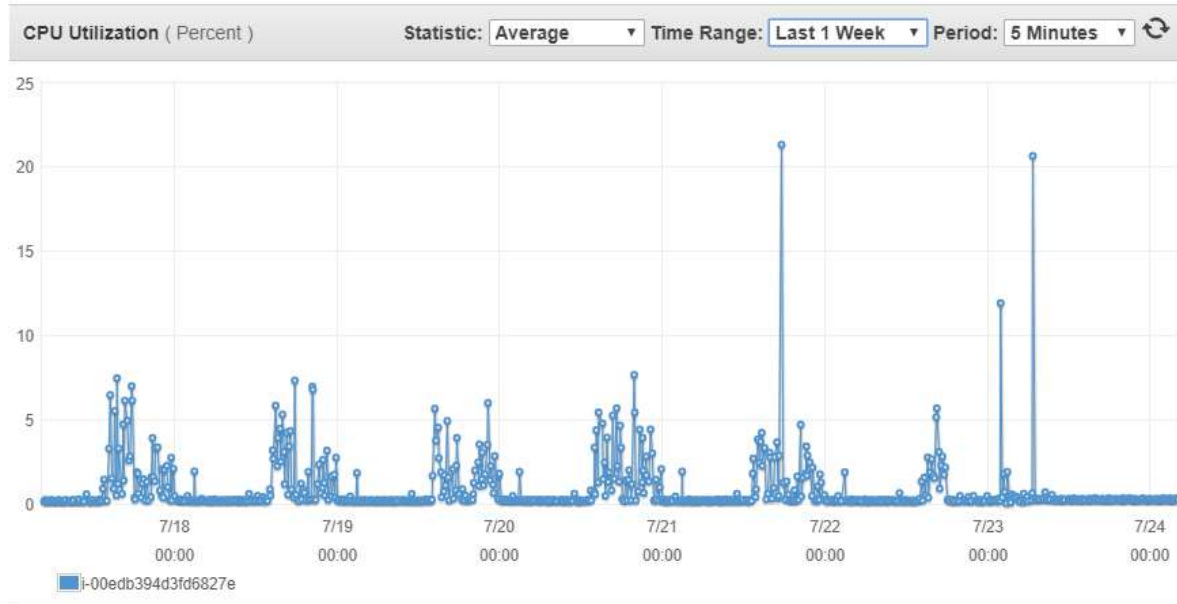 CPU Utilization ( Percent ) Statistic: Average Time Range: Last 1 Week Period: 5 Minutes
25
20
15
10
5
0
7/18 7/19 7/20 7/21 7/22 7/23 7/24
00:00 00:00 00:00 00:00 00:00 00:00 00:00
i-00edb394d3fd6827e